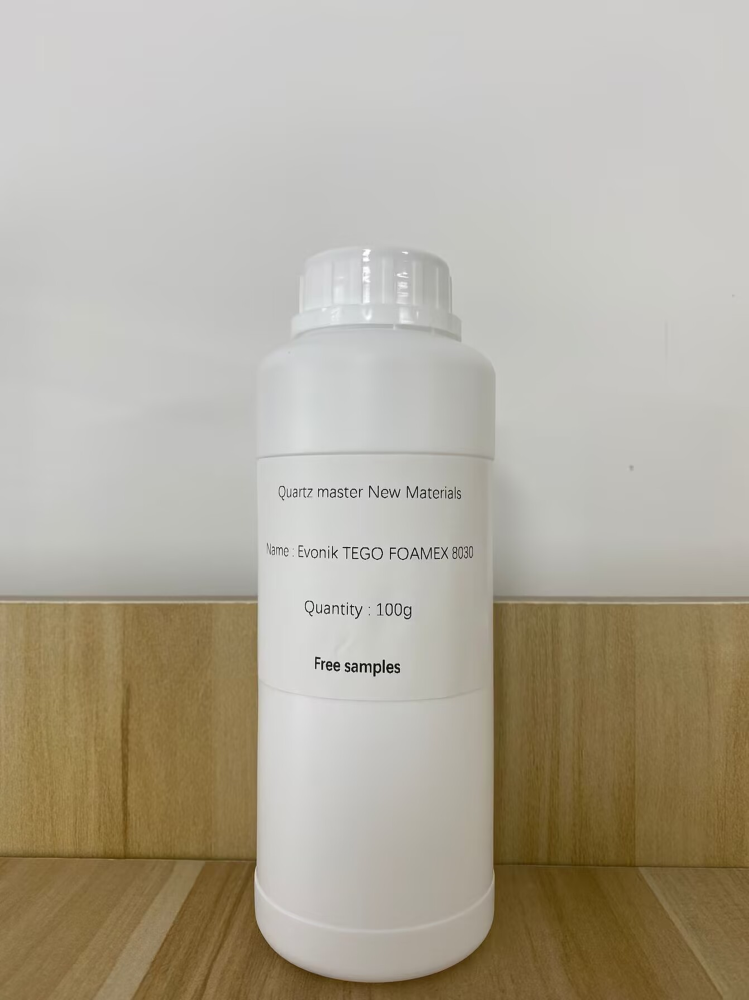 Quartz master New Materials
Name : Evonik TEGO FOAMEX 8030
Quantity : 100g
Free samples